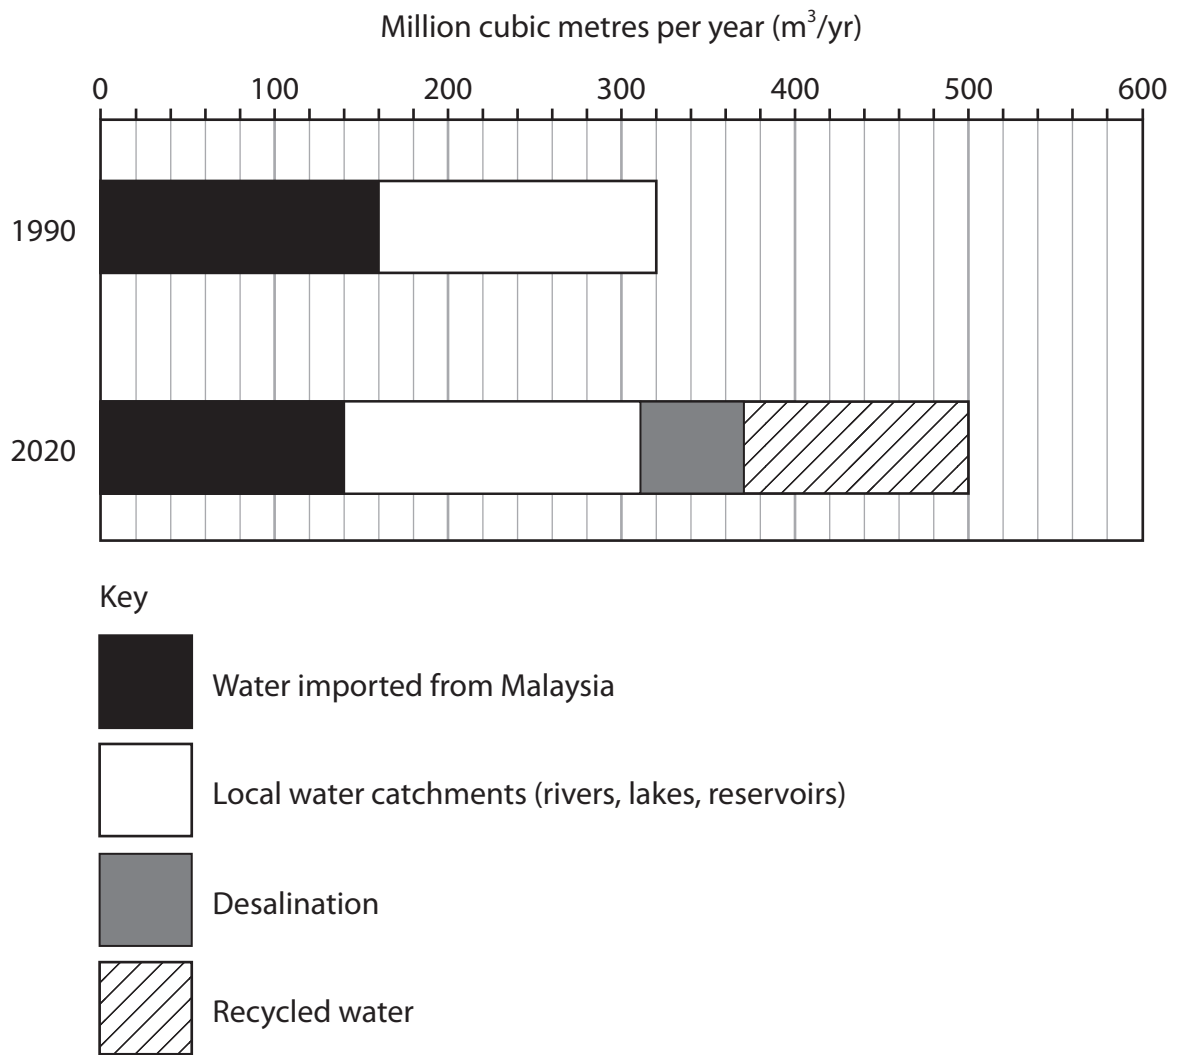 Million cubic metres per year (m³/yr)
0 100 200 300 400 500 600
1990
2020
Key
Water imported from Malaysia
Local water catchments (rivers, lakes, reservoirs)
Desalination
Recycled water